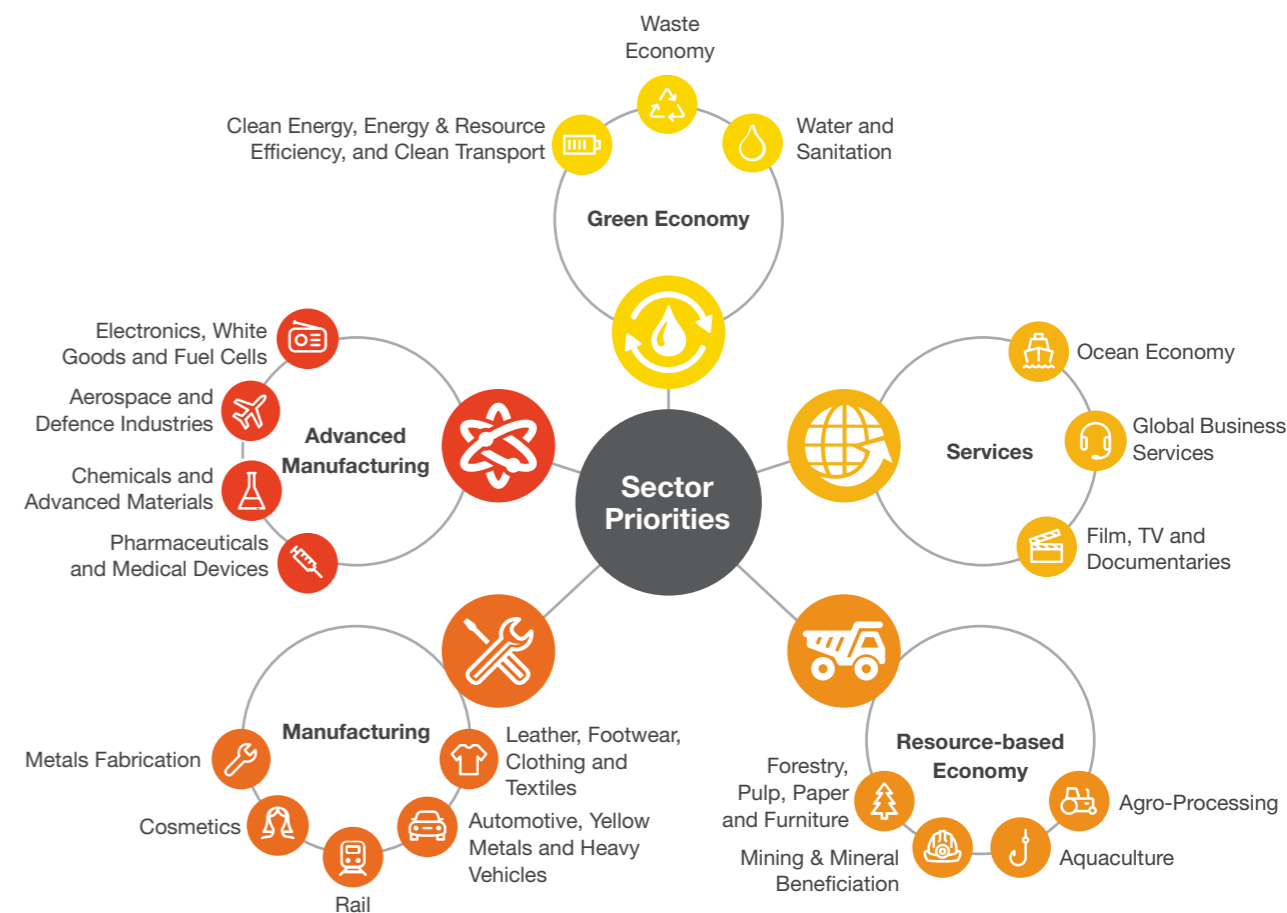 Waste
Economy
Clean Energy, Energy & Resource
Efficiency, and Clean Transport
Water and
Sanitation
Green Economy
Electronics, White
Goods and Fuel Cells
Aerospace and
Defence Industries
Chemicals and
Advanced Materials
Pharmaceuticals
and Medical Devices
Advanced
Manufacturing
Sector
Priorities
Services
Ocean Economy
Global Business
Services
Film, TV and
Documentaries
Manufacturing
Metals Fabrication
Cosmetics
Rail
Automotive, Yellow
Metals and Heavy
Vehicles
Leather, Footwear,
Clothing and
Textiles
Resource-based
Economy
Forestry,
Pulp, Paper
and Furniture
Mining & Mineral
Beneficiation
Aquaculture
Agro-Processing